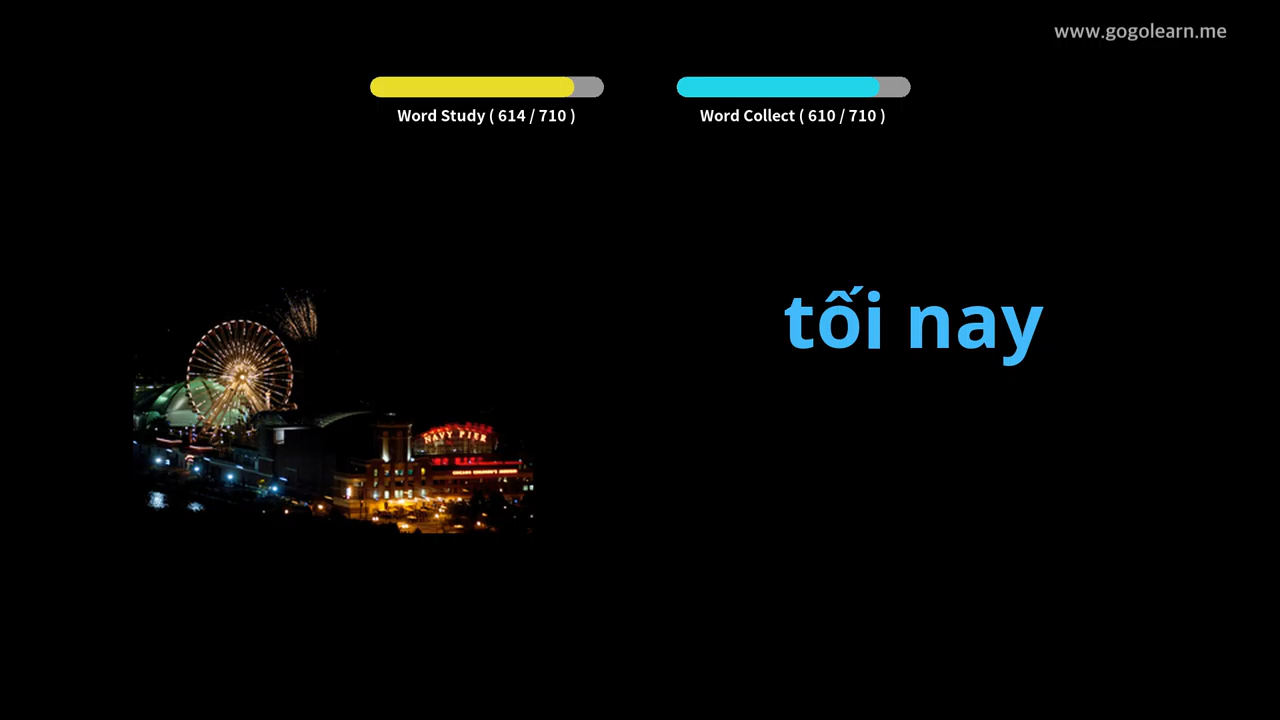 www.gogolearn.me
Word Study ( 614 / 710 )
Word Collect ( 610 / 710 )
tối nay
NAVY PIER